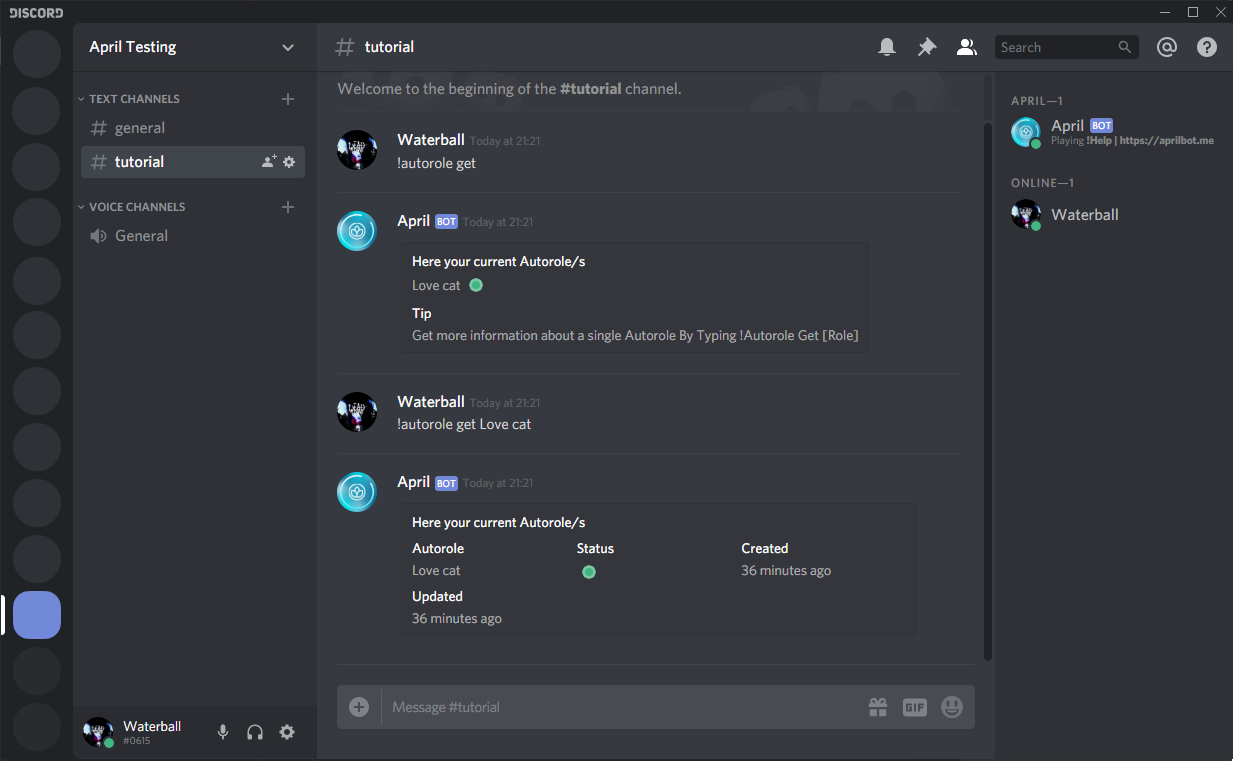 DISCORD
April Testing
TEXT CHANNELS
general
tutorial
VOICE CHANNELS
General
Waterball
#0615
# tutorial
Search
Welcome to the beginning of the #tutorial channel.
Waterball Today at 21:21
!autorole get
April BOT Today at 21:21
Here your current Autorole/s
Love cat
Tip
Get more information about a single Autorole By Typing !Autorole Get [Role]
Waterball Today at 21:21
!autorole get Love cat
April BOT Today at 21:21
Here your current Autorole/s
Autorole Status Created
Love cat 36 minutes ago
Updated
36 minutes ago
Message #tutorial
GIF
APRIL—1
April BOT
Playing !Help | https://aprilbot.me
ONLINE—1
Waterball